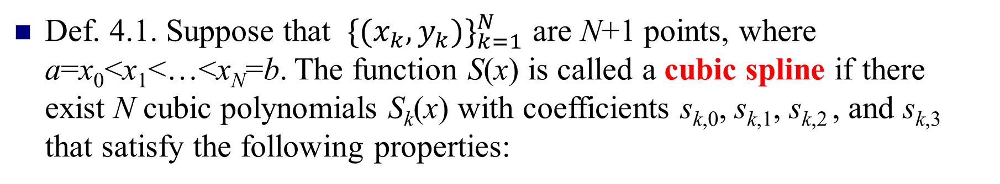 ■ Def. 4.1. Suppose that {(x_k, y_k)}_{k=1}^N are N+1 points, where
a=x_0<x_1<…<x_N=b. The function S(x) is called a cubic spline if there
exist N cubic polynomials S_k(x) with coefficients s_{k,0}, s_{k,1}, s_{k,2} , and s_{k,3}
that satisfy the following properties: